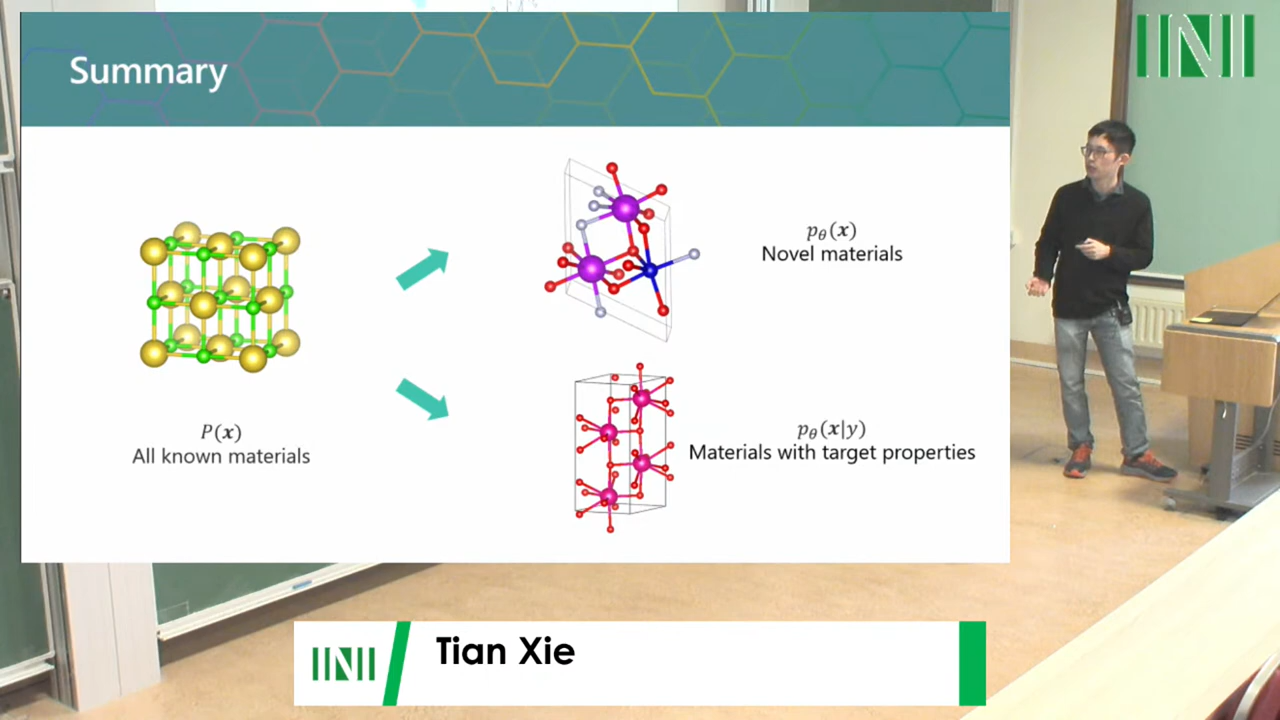 Summary
INI
pθ(x)
Novel materials
P(x)
All known materials
pθ(x|y)
Materials with target properties
INI
Tian Xie